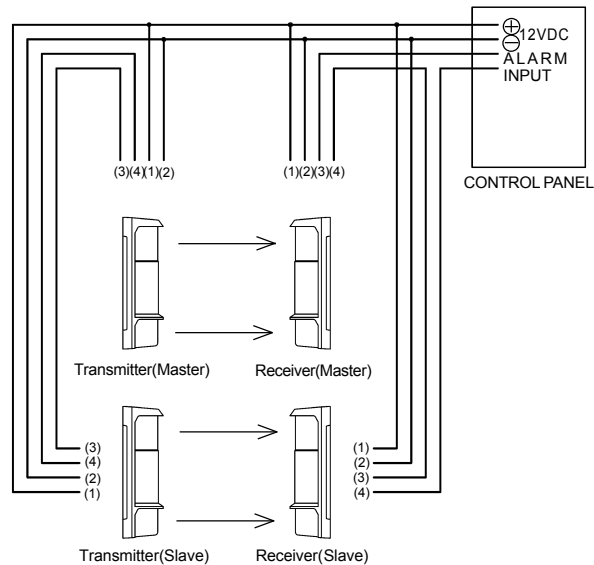 ⊕ 12VDC
⊖
ALARM
INPUT
CONTROL PANEL
(3)(4)(1)(2)
(1)(2)(3)(4)
Transmitter(Master)
Receiver(Master)
(3)
(4)
(2)
(1)
(1)
(2)
(3)
(4)
Transmitter(Slave)
Receiver(Slave)